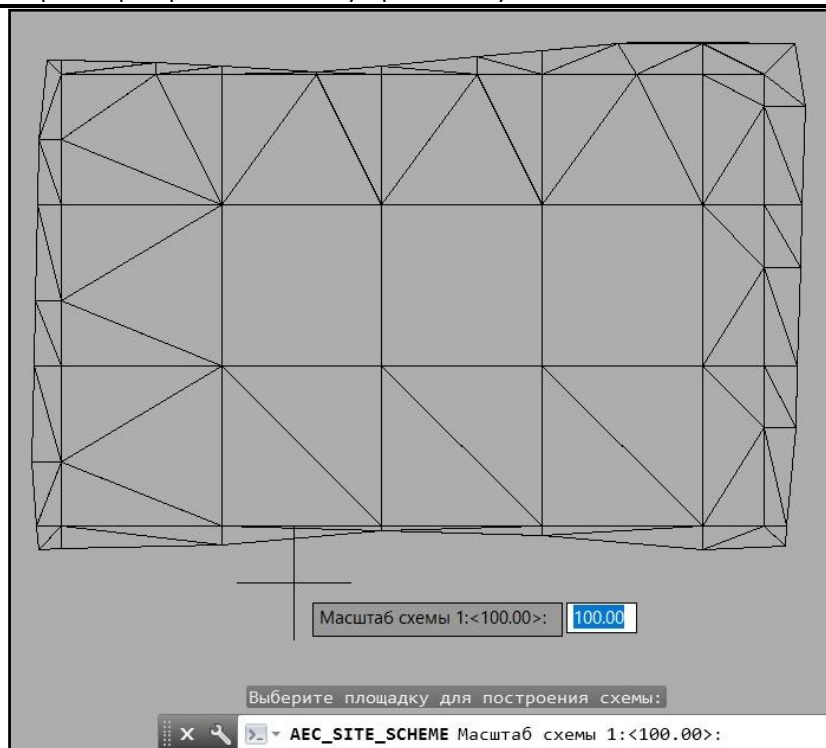 Масштаб схемы 1:<100.00>: 100.00
Выберите площадку для построения схемы:
AEC_SITE_SCHEME Масштаб схемы 1:<100.00>: